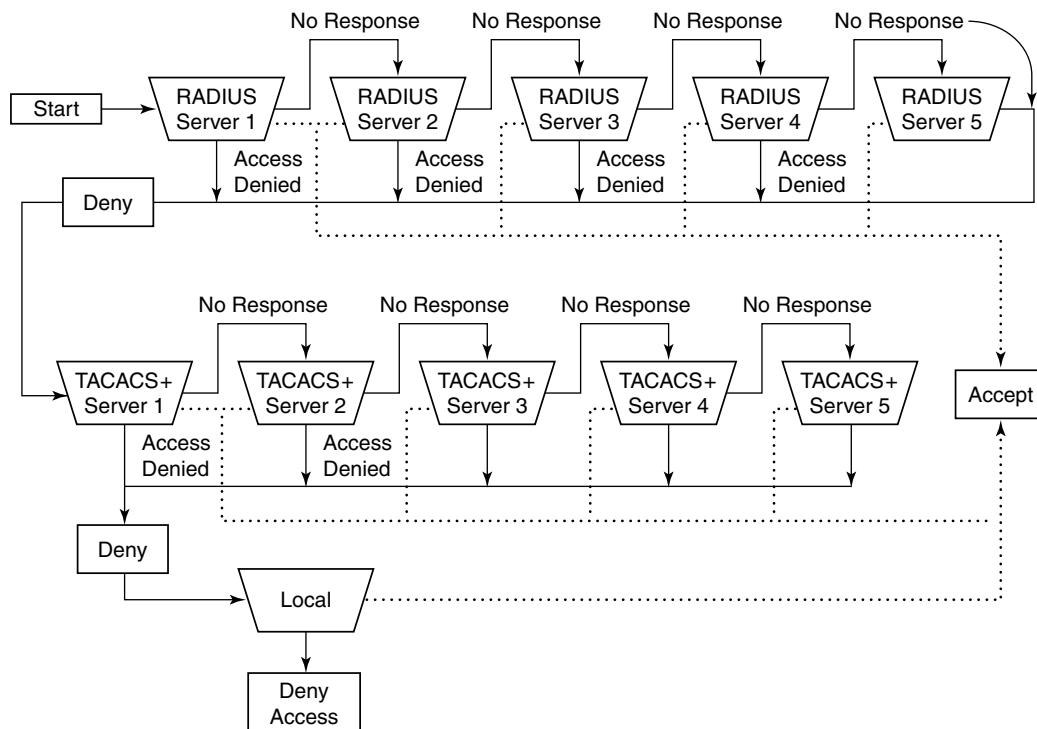 No Response
No Response
No Response
No Response
No Response
Start
RADIUS
Server 1
RADIUS
Server 2
RADIUS
Server 3
RADIUS
Server 4
RADIUS
Server 5
Access
Denied
Access
Denied
Access
Denied
Access
Denied
Deny
No Response
No Response
No Response
No Response
TACACS+
Server 1
TACACS+
Server 2
TACACS+
Server 3
TACACS+
Server 4
TACACS+
Server 5
Accept
Access
Denied
Access
Denied
Deny
Local
Deny
Access